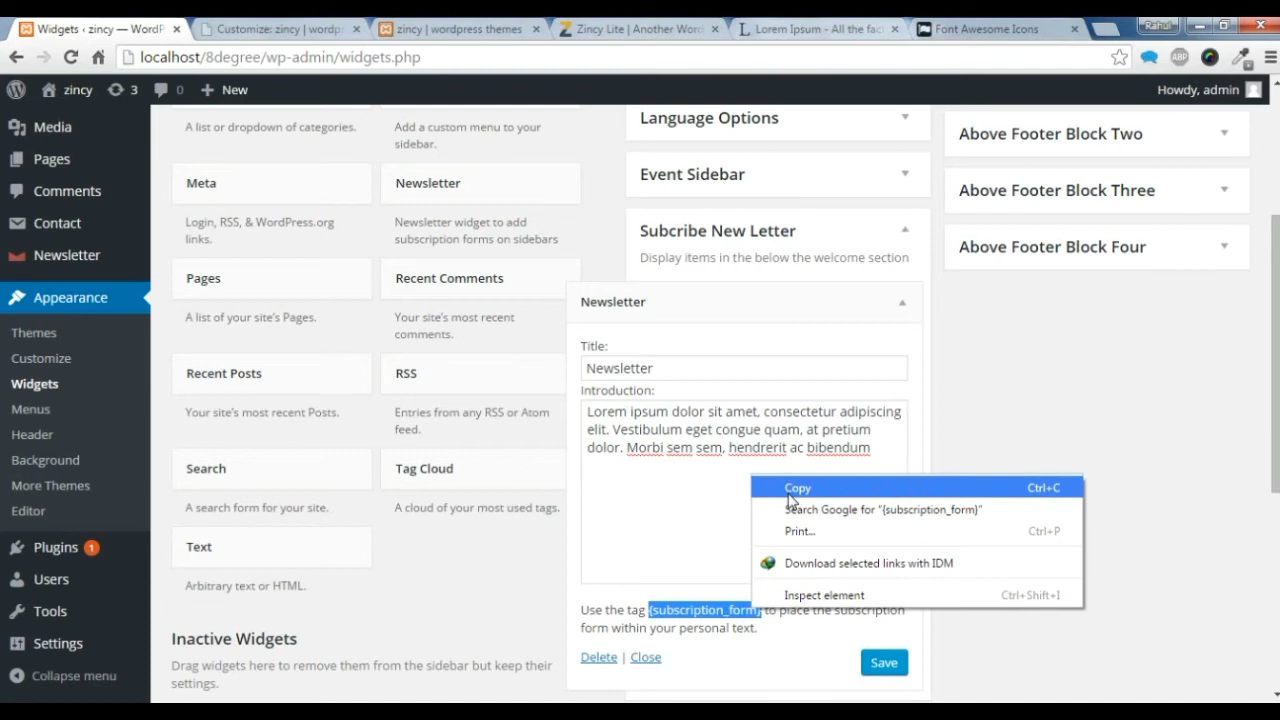 Widgets ‹ zincy — WordP
Customize: zincy | wordp
zincy | wordpress themes
Zincy Lite | Another Wor
Lorem Ipsum - All the fac
Font Awesome Icons
Rahul
localhost/8degree/wp-admin/widgets.php
ABP
zincy
3
0
New
Howdy, admin
Media
Pages
Comments
Contact
Newsletter
Appearance
Themes
Customize
Widgets
Menus
Header
Background
More Themes
Editor
Plugins 1
Users
Tools
Settings
Collapse menu
A list or dropdown of categories.
Add a custom menu to your
sidebar.
Meta
Newsletter
Login, RSS, & WordPress.org
links.
Newsletter widget to add
subscription forms on sidebars
Pages
Recent Comments
A list of your site's Pages.
Your site's most recent
comments.
Recent Posts
RSS
Your site's most recent Posts.
Entries from any RSS or Atom
feed.
Search
Tag Cloud
A search form for your site.
A cloud of your most used tags.
Text
Arbitrary text or HTML.
Inactive Widgets
Drag widgets here to remove them from the sidebar but keep their
settings.
Language Options
Event Sidebar
Subcribe New Letter
Display items in the below the welcome section
Newsletter
Title:
Newsletter
Introduction:
Lorem ipsum dolor sit amet, consectetur adipiscing
elit. Vestibulum eget congue quam, at pretium
dolor. Morbi sem sem, hendrerit ac bibendum
Copy Ctrl+C
Search Google for "{subscription_form}"
Print... Ctrl+P
Download selected links with IDM
Inspect element Ctrl+Shift+I
Use the tag {subscription_form} to place the subscription
form within your personal text.
Delete | Close
Save
Above Footer Block Two
Above Footer Block Three
Above Footer Block Four